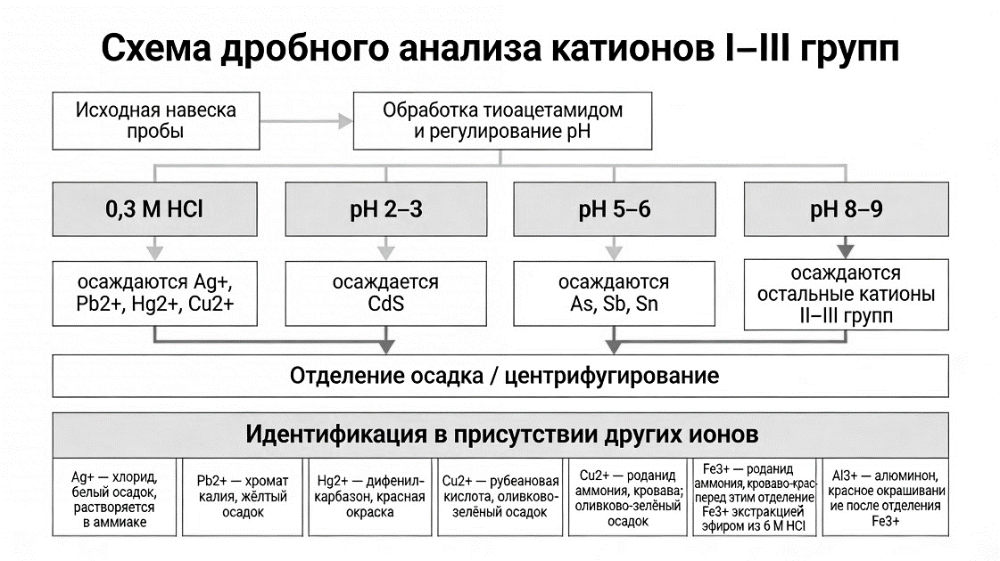 Схема дробного анализа катионов I–III групп
Исходная навеска
пробы
Обработка тиоацетамидом
и регулирование pH
0,3 M HCl
pH 2–3
pH 5–6
pH 8–9
осаждаются Ag+,
Pb2+, Hg2+, Cu2+
осаждается
CdS
осаждаются
As, Sb, Sn
осаждаются
остальные катионы
II–III групп
Отделение осадка / центрифугирование
Идентификация в присутствии других ионов
Ag+ — хлорид,
белый осадок,
растворяется
в аммиаке
Pb2+ — хромат
калия, жёлтый
осадок
Hg2+ — дифенил-
карбазон, красная
окраска
Cu2+ — рубеановая
кислота, оливково-
зелёный осадок
Cu2+ — роданид
аммония, кровава;
оливково-зелёный
осадок
Fe3+ — роданид
аммония, кроваво-крас-
перед этим отделение
Fe3+ экстракцией
эфиром из 6 M HCl
Al3+ — алюминон,
красное окрашивани
ие после отделения
Fe3+